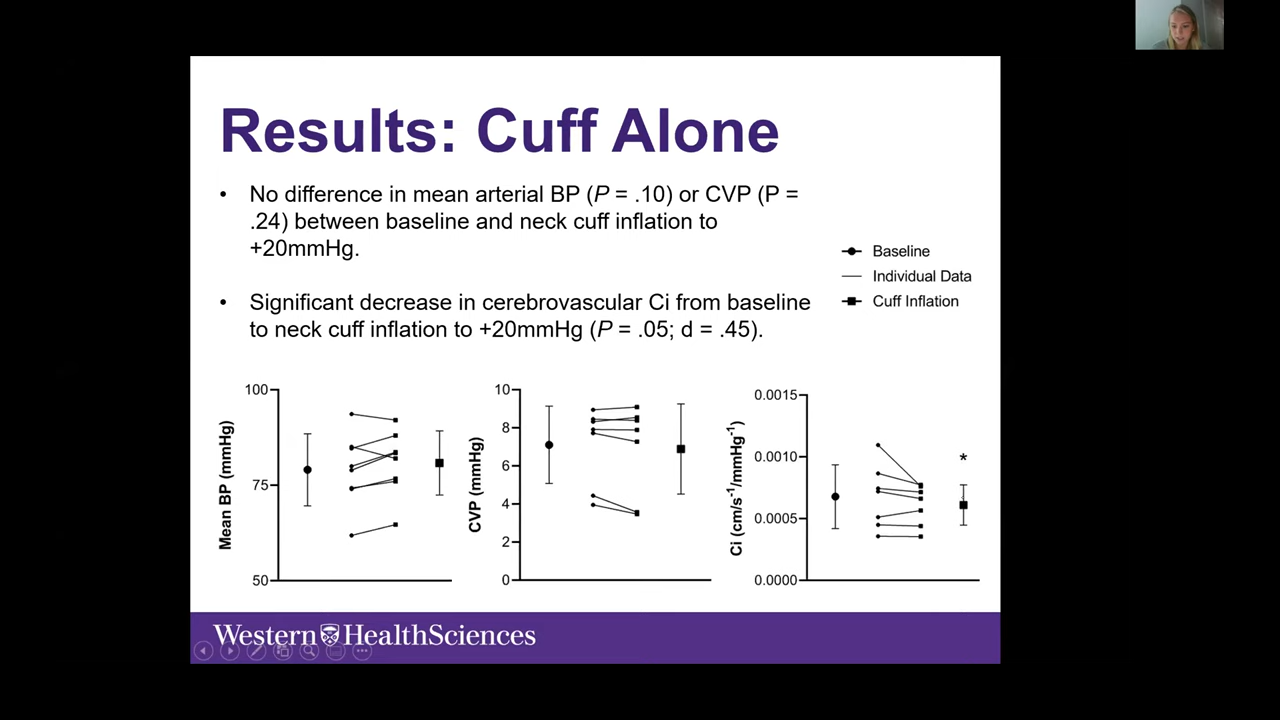 Results: Cuff Alone
• No difference in mean arterial BP (P = .10) or CVP (P =
.24) between baseline and neck cuff inflation to
+20mmHg.
• Significant decrease in cerebrovascular Ci from baseline
to neck cuff inflation to +20mmHg (P = .05; d = .45).
Baseline
Individual Data
Cuff Inflation
Mean BP (mmHg)
100
75
50
CVP (mmHg)
10
8
6
4
2
0
Ci (cm/s⁻¹/mmHg⁻¹)
0.0015
0.0010
0.0005
0.0000
*
Western HealthSciences